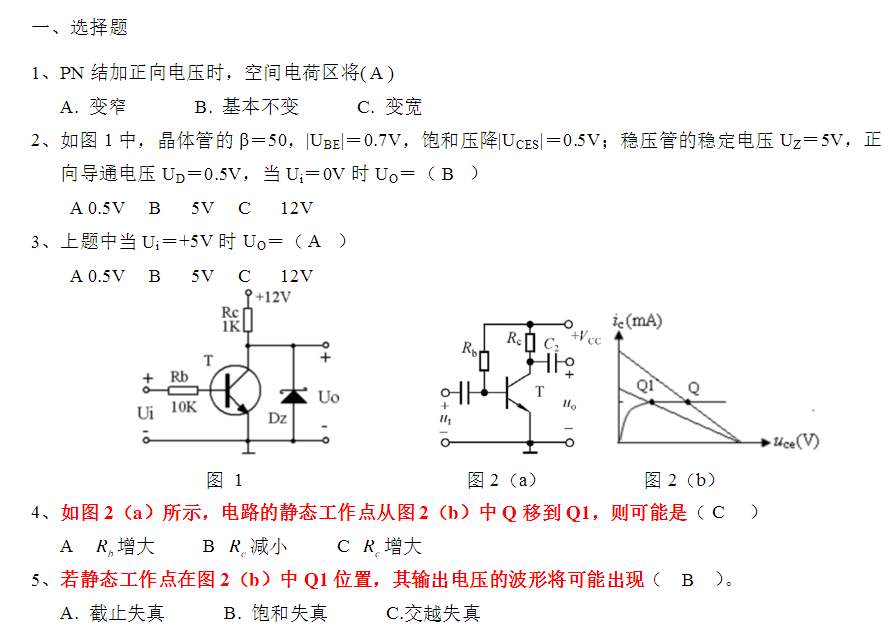 一、选择题
1、PN 结加正向电压时，空间电荷区将( A )
A. 变窄 B. 基本不变 C. 变宽
2、如图 1 中，晶体管的 β＝50，|UBE|＝0.7V，饱和压降|UCES|＝0.5V；稳压管的稳定电压 UZ＝5V，正
向导通电压 UD＝0.5V，当 Ui＝0V 时 UO＝（ B ）
A 0.5V B 5V C 12V
3、上题中当 Ui＝+5V 时 UO＝（ A ）
A 0.5V B 5V C 12V
+12V
Rc
1K
T
+ Rb
10K
Ui
-
Dz
+
Uo
-
Rb
Rc
C2
+VCC
T
+
uI
-
+
uo
-
ic(mA)
Q1
Q
uce(V)
图 1 图 2（a） 图 2（b）
4、如图 2（a）所示，电路的静态工作点从图 2（b）中 Q 移到 Q1，则可能是（ C ）
A Rb增大 B Rc减小 C Rc增大
5、若静态工作点在图 2（b）中 Q1 位置，其输出电压的波形将可能出现（ B ）。
A. 截止失真 B. 饱和失真 C.交越失真